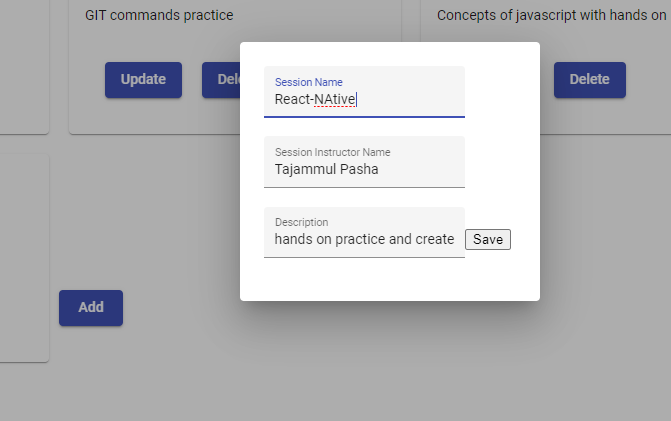 GIT commands practice
Concepts of javascript with hands on
Update
Delete
Session Name
React-NAtive
Session Instructor Name
Tajammul Pasha
Description
hands on practice and create
Save
Add